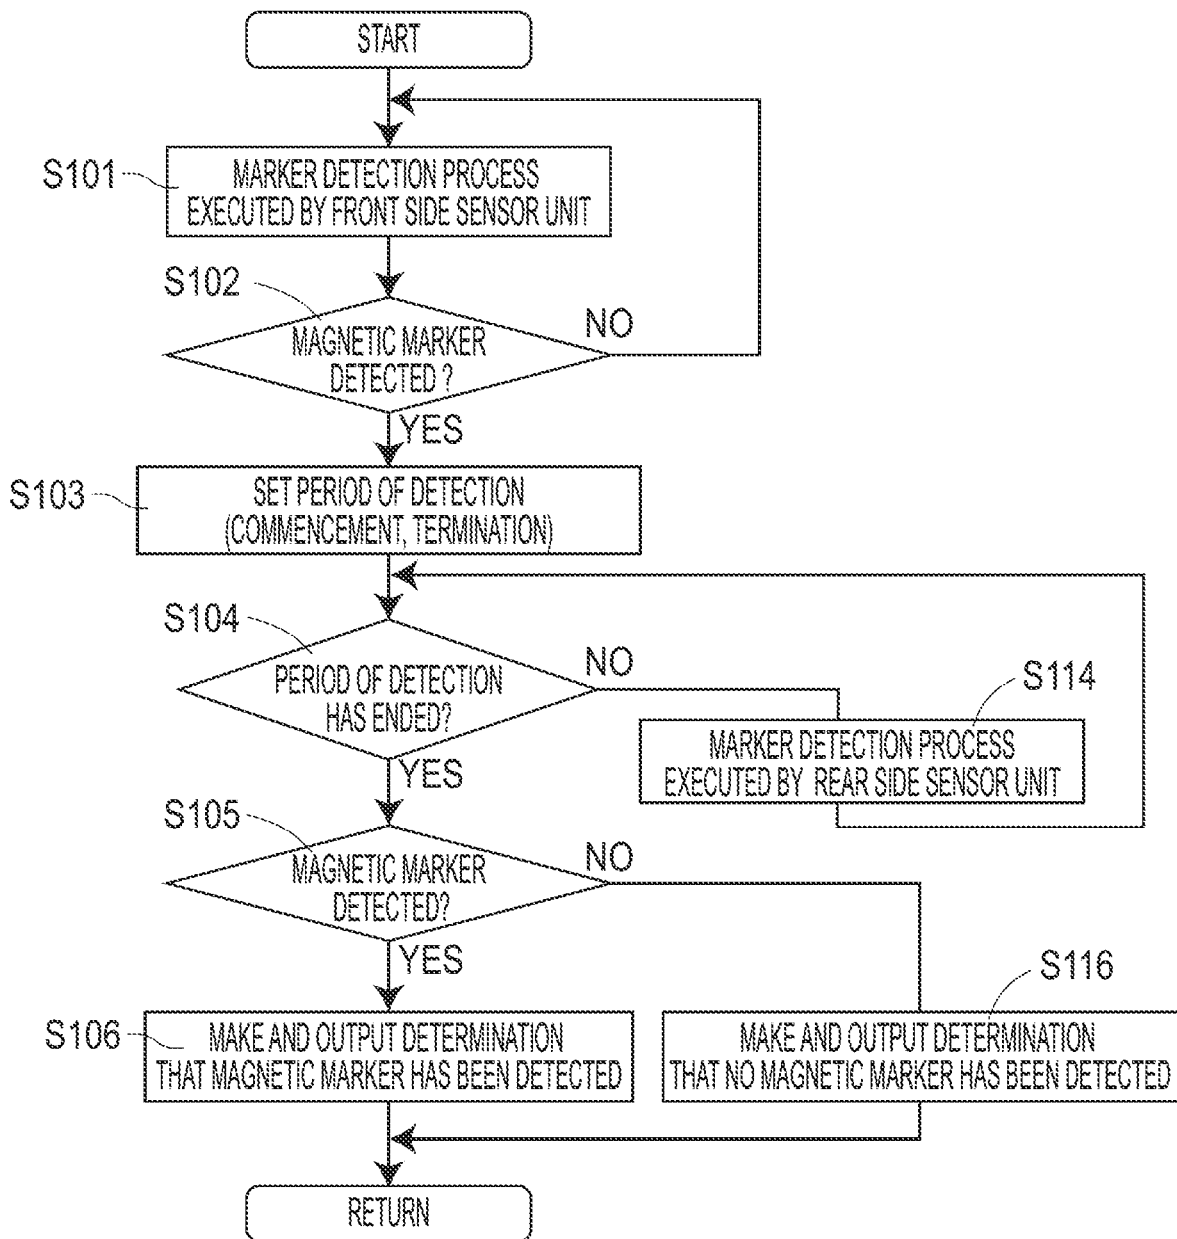 START
S101
MARKER DETECTION PROCESS
EXECUTED BY FRONT SIDE SENSOR UNIT
S102
MAGNETIC MARKER
DETECTED ?
NO
YES
S103
SET PERIOD OF DETECTION
(COMMENCEMENT, TERMINATION)
S104
PERIOD OF DETECTION
HAS ENDED?
NO
S114
MARKER DETECTION PROCESS
EXECUTED BY REAR SIDE SENSOR UNIT
YES
S105
MAGNETIC MARKER
DETECTED?
NO
YES
S106
MAKE AND OUTPUT DETERMINATION
THAT MAGNETIC MARKER HAS BEEN DETECTED
S116
MAKE AND OUTPUT DETERMINATION
THAT NO MAGNETIC MARKER HAS BEEN DETECTED
RETURN